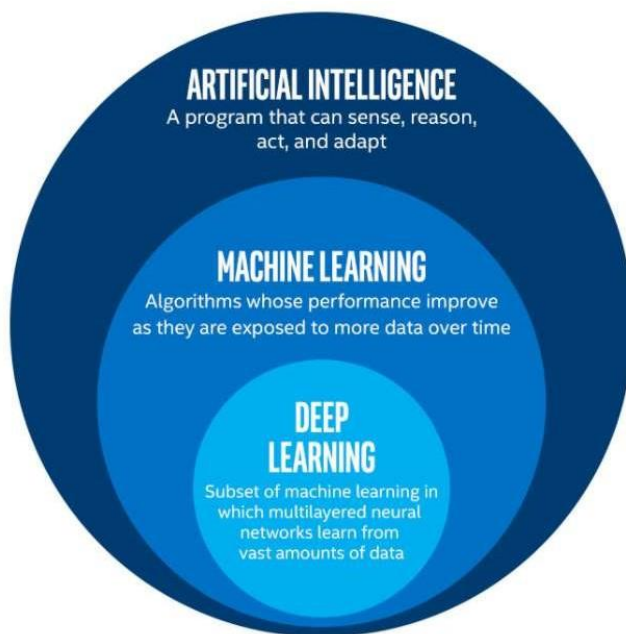 ARTIFICIAL INTELLIGENCE
A program that can sense, reason,
act, and adapt
MACHINE LEARNING
Algorithms whose performance improve
as they are exposed to more data over time
DEEP
LEARNING
Subset of machine learning in
which multilayered neural
networks learn from
vast amounts of data